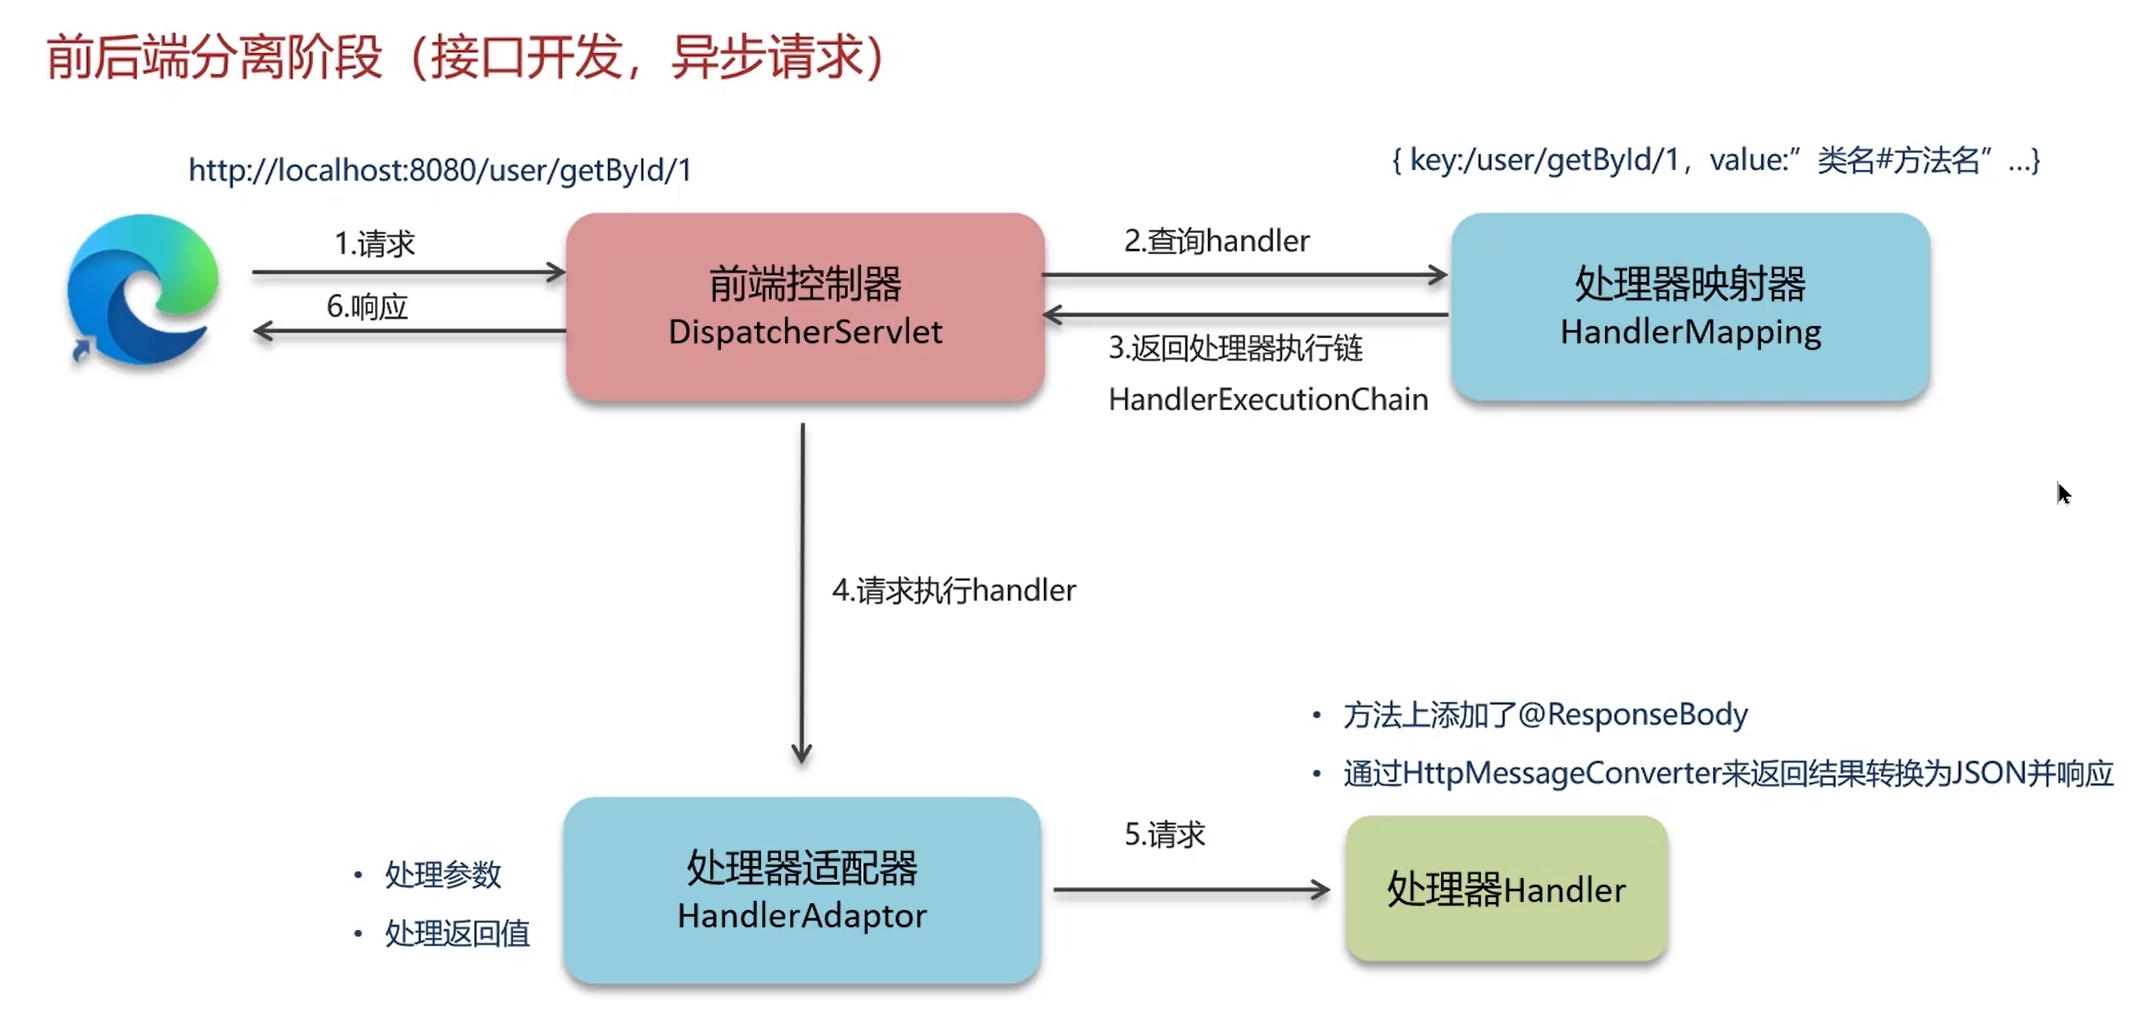 前后端分离阶段（接口开发，异步请求）
http://localhost:8080/user/getById/1
{ key:/user/getById/1，value:”类名#方法名” ...}
1.请求
6.响应
前端控制器
DispatcherServlet
2.查询handler
3.返回处理器执行链
HandlerExecutionChain
处理器映射器
HandlerMapping
4.请求执行handler
• 方法上添加了@ResponseBody
• 通过HttpMessageConverter来返回结果转换为JSON并响应
• 处理参数
• 处理返回值
处理器适配器
HandlerAdaptor
5.请求
处理器Handler